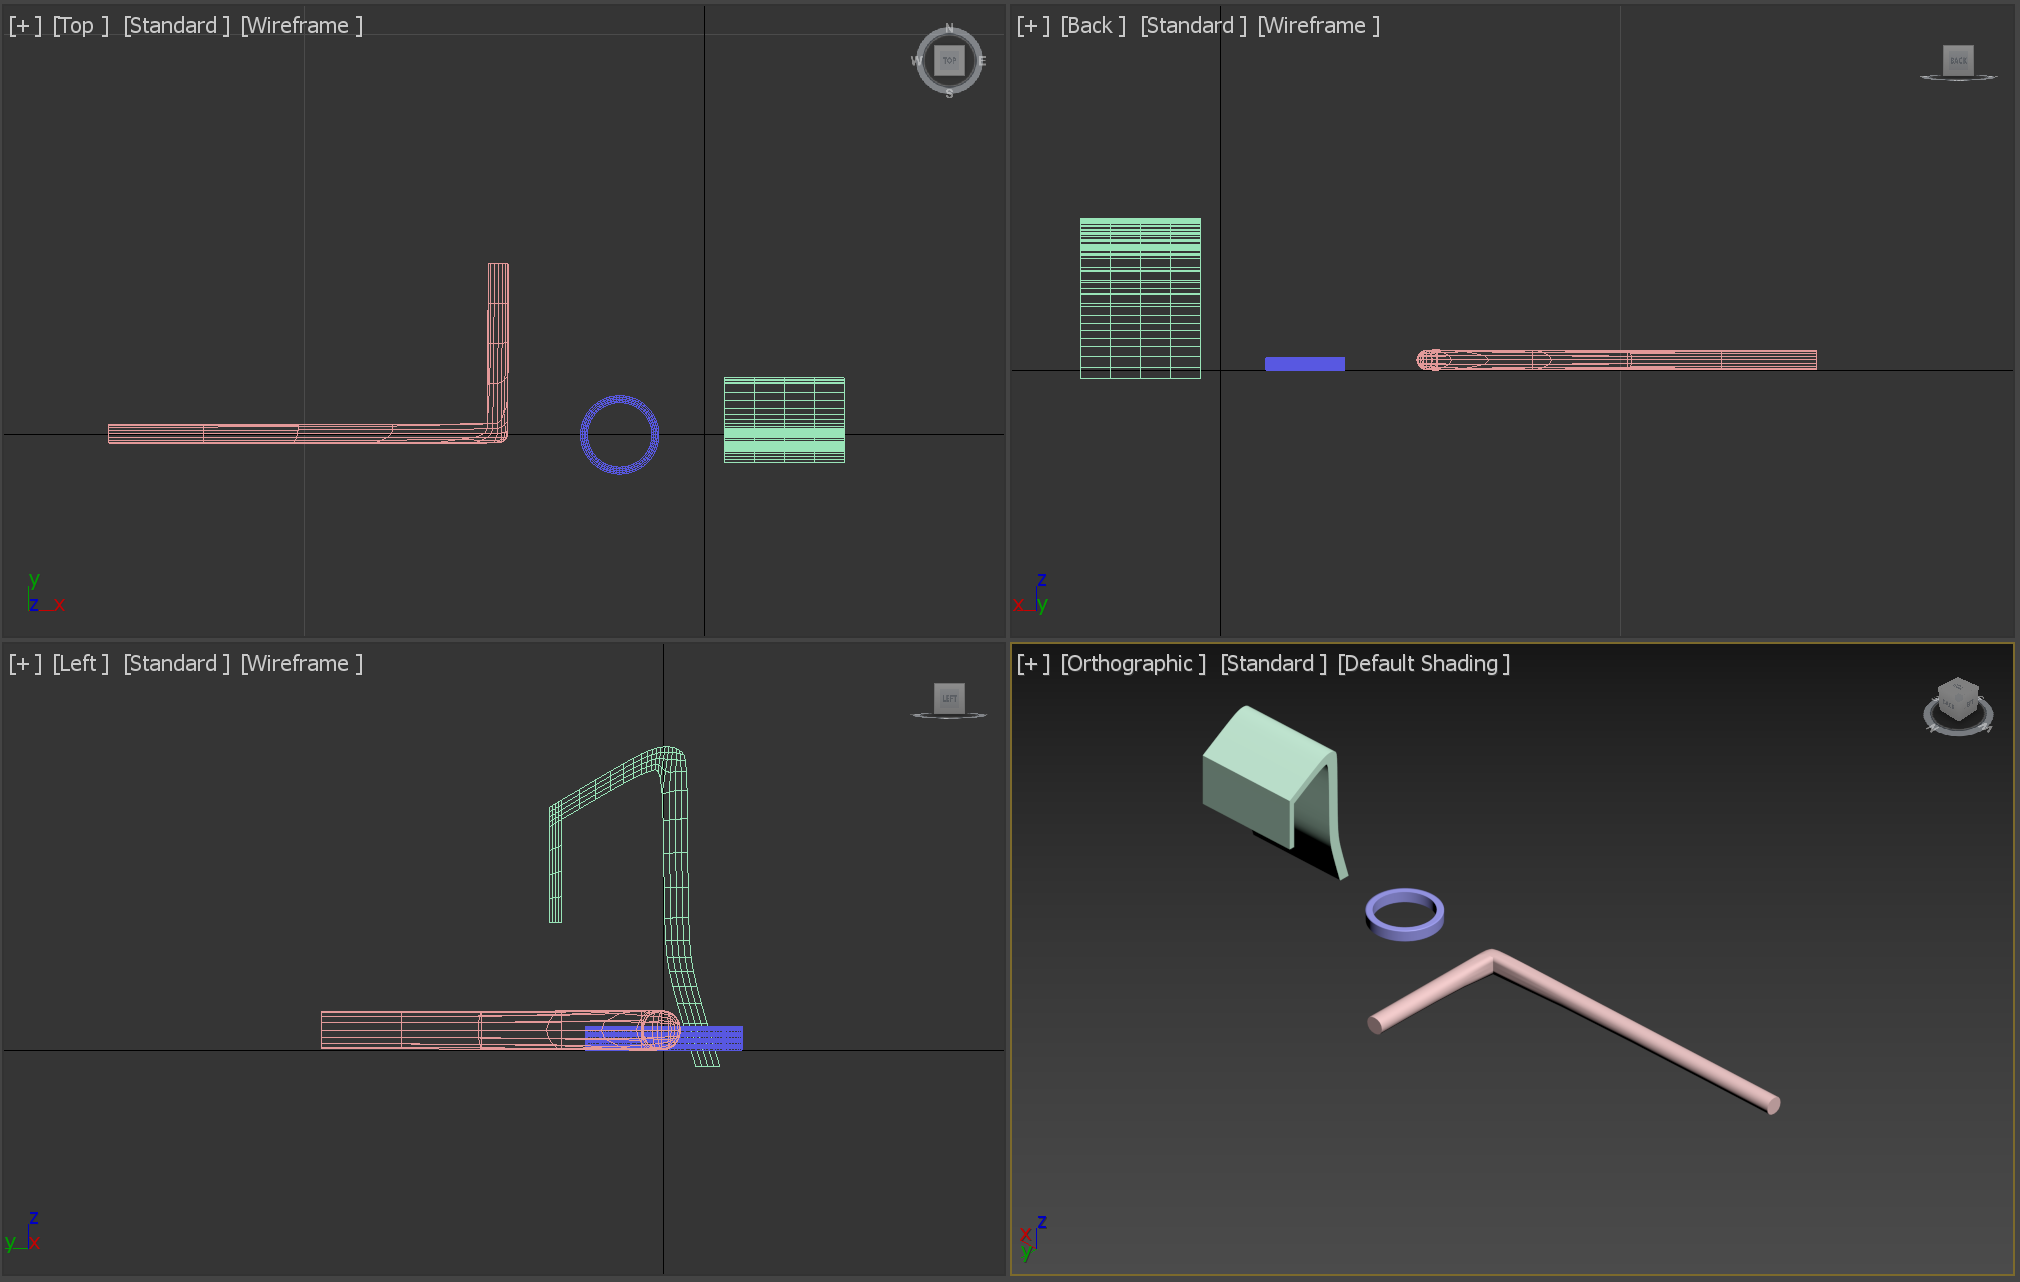 [+] [Top ] [Standard ] [Wireframe ]
N
W TOP E
S
y
z x
[+] [Back ] [Standard ] [Wireframe ]
BACK
z
x y
[+] [Left ] [Standard ] [Wireframe ]
LEFT
z
y x
[+] [Orthographic ] [Standard ] [Default Shading ]
z
x
y